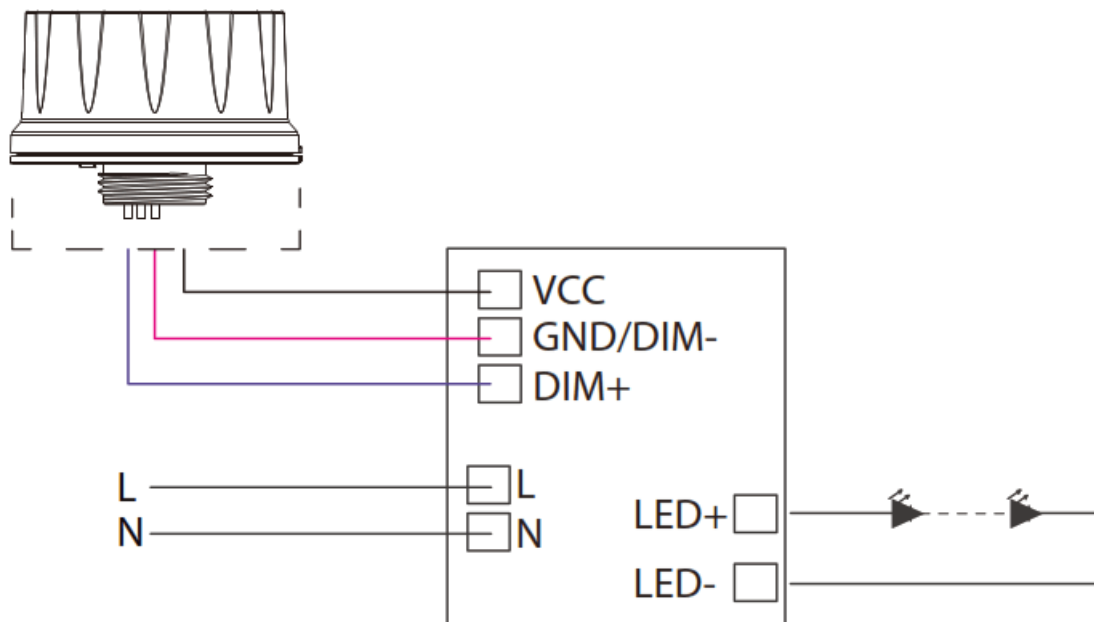 VCC
GND/DIM-
DIM+
L
L
N
N
LED+
LED-